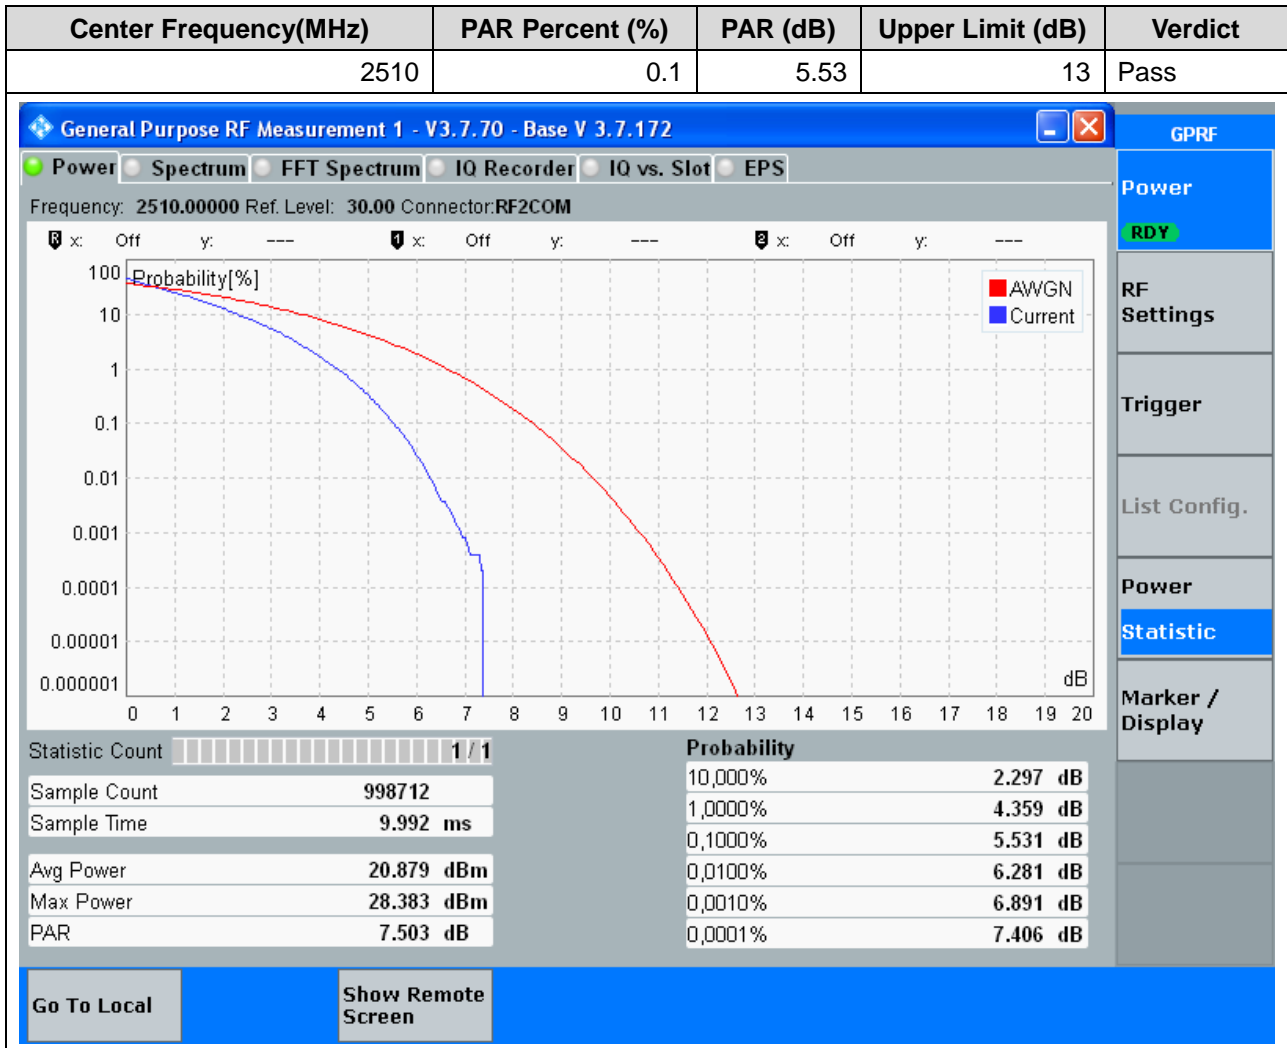 Center Frequency(MHz) PAR Percent (%) PAR (dB) Upper Limit (dB) Verdict
2510 0.1 5.53 13 Pass
General Purpose RF Measurement 1 - V3.7.70 - Base V 3.7.172
GPRF
Power Spectrum FFT Spectrum IQ Recorder IQ vs. Slot EPS
Power
RDY
Frequency: 2510.00000 Ref. Level: 30.00 Connector:RF2COM
R x: Off y: --- 1 x: Off y: --- 2 x: Off y: ---
Probability[%]
AWGN
Current
100
10
1
0.1
0.01
0.001
0.0001
0.00001
0.000001
dB
0 1 2 3 4 5 6 7 8 9 10 11 12 13 14 15 16 17 18 19 20
RF
Settings
Trigger
List Config.
Power
Statistic
Marker /
Display
Statistic Count 1 / 1
Sample Count 998712
Sample Time 9.992 ms
Avg Power 20.879 dBm
Max Power 28.383 dBm
PAR 7.503 dB
Probability
10,000% 2.297 dB
1,0000% 4.359 dB
0,1000% 5.531 dB
0,0100% 6.281 dB
0,0010% 6.891 dB
0,0001% 7.406 dB
Go To Local
Show Remote
Screen